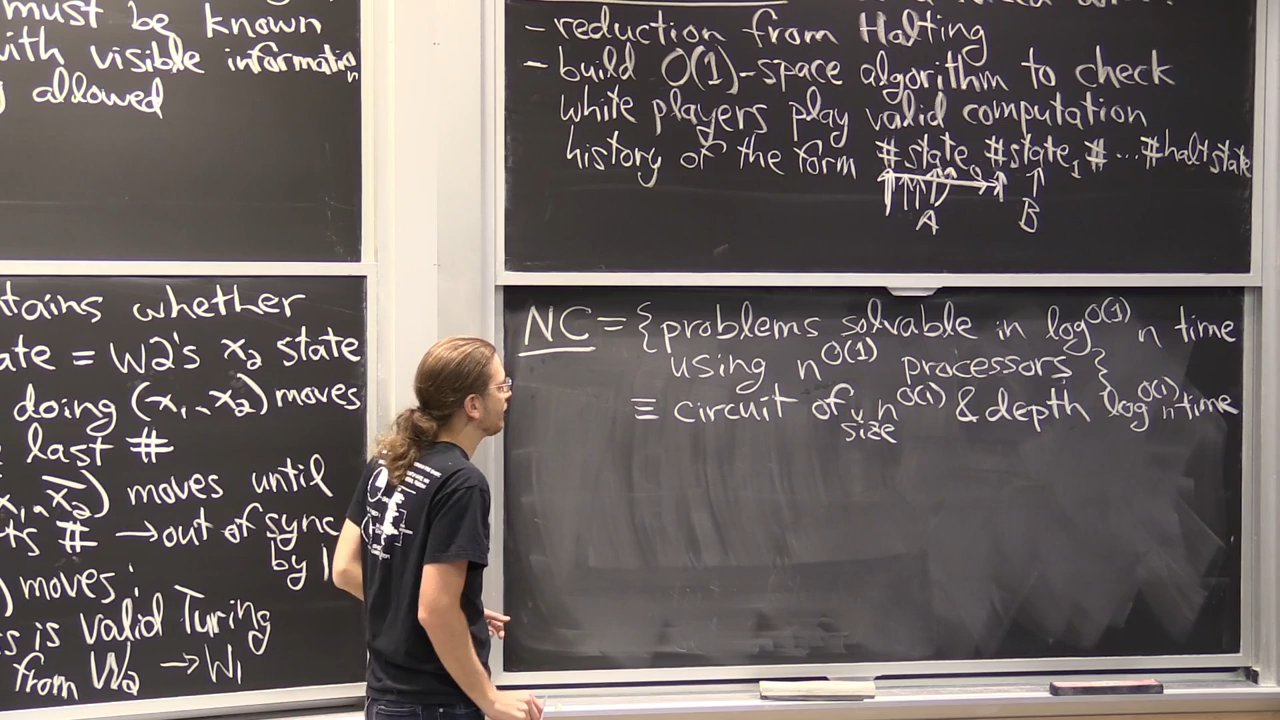 must be known
with visible information
allowed
tains whether
ate = W2's x₂ state
doing (x₁,x₂) moves
last #
x₁, x̅₂) moves until
ts # → out of sync
by 1
) moves:
s is valid Turing
from W₂ → W₁
- reduction from Halting
- build O(1)-space algorithm to check
white players play valid computation
history of the form #state₀ #state₁ # ... #halt state
A B
NC = {problems solvable in log^O(1) n time
using n^O(1) processors }
≡ circuit of size n^O(1) & depth log^O(1) n time